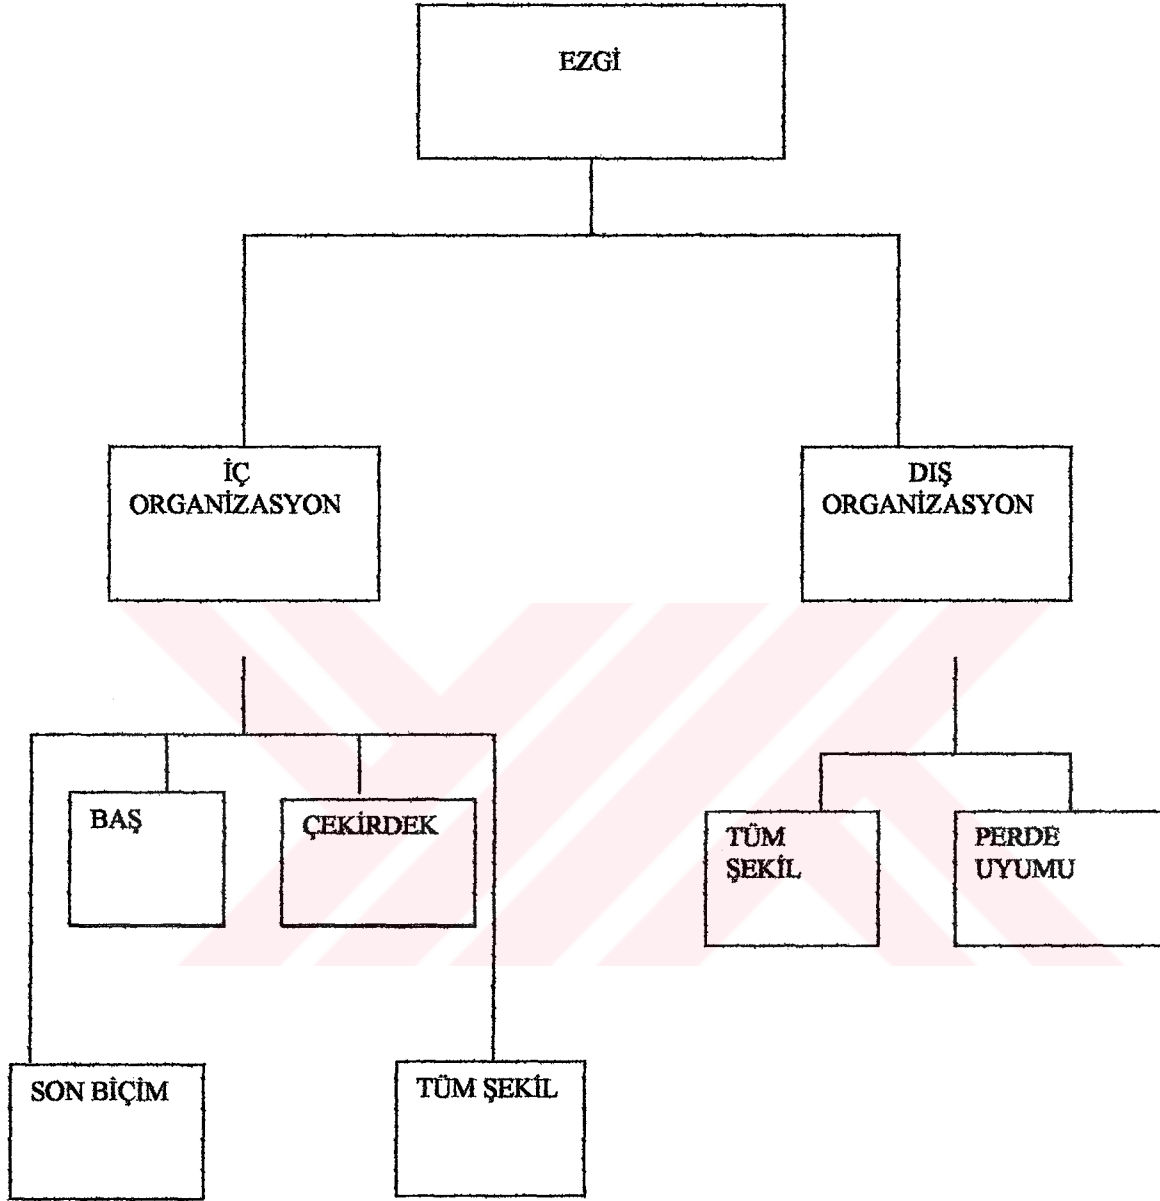 EZGİ
İÇ
ORGANİZASYON
DIŞ
ORGANİZASYON
BAŞ
ÇEKİRDEK
TÜM
ŞEKİL
PERDE
UYUMU
SON BİÇİM
TÜM ŞEKİL